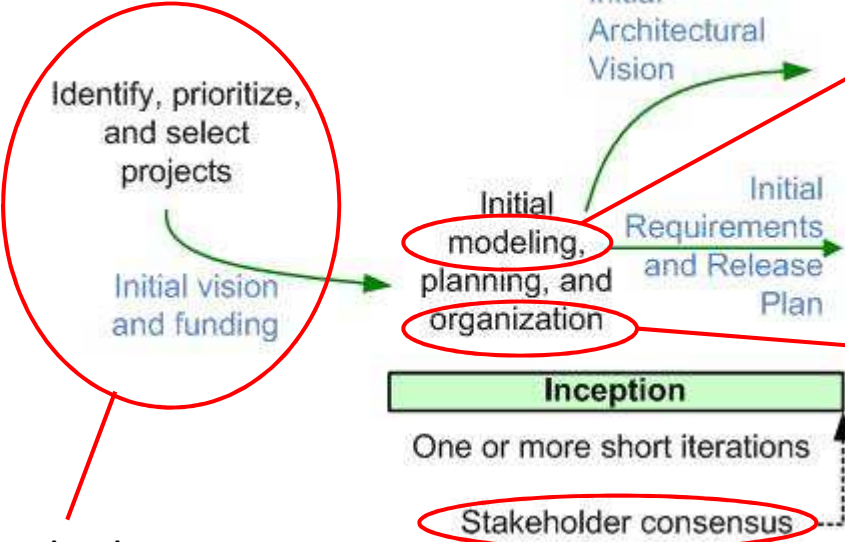 Initial
Architectural
Vision
Identify, prioritize,
and select
projects
Initial vision
and funding
Initial
modeling,
planning, and
organization
Initial
Requirements
and Release
Plan
Inception
One or more short iterations
Stakeholder consensus